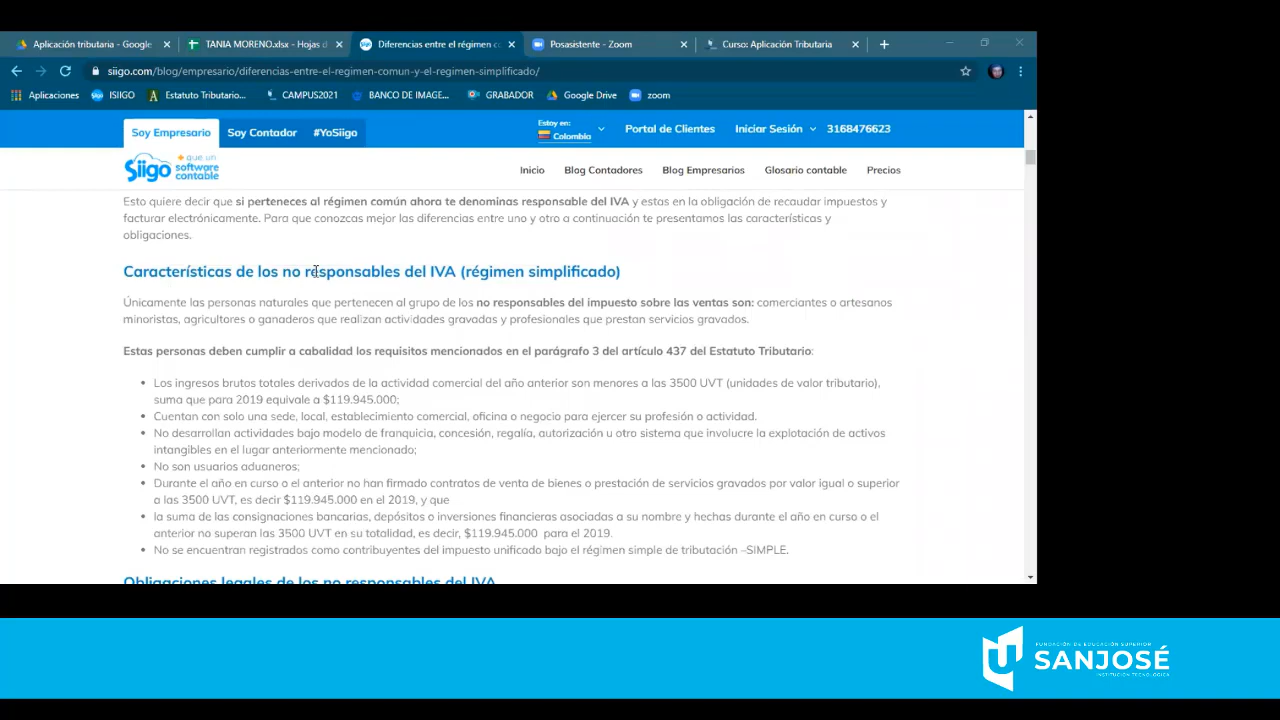 Aplicación tributaria - Google
TANIA MORENO.xlsx - Hojas d
Diferencias entre el régimen c
Posasistente - Zoom
Curso: Aplicación Tributaria
siigo.com/blog/empresario/diferencias-entre-el-regimen-comun-y-el-regimen-simplificado/
Aplicaciones
ISIIGO
Estatuto Tributario...
CAMPUS2021
BANCO DE IMAGE...
GRABADOR
Google Drive
zoom
Soy Empresario
Soy Contador
#YoSiigo
Estoy en:
Colombia
Portal de Clientes
Iniciar Sesión
3168476623
Siigo
+ que un
software
contable
Inicio
Blog Contadores
Blog Empresarios
Glosario contable
Precios
Esto quiere decir que si perteneces al régimen común ahora te denominas responsable del IVA y estas en la obligación de recaudar impuestos y
facturar electrónicamente. Para que conozcas mejor las diferencias entre uno y otro a continuación te presentamos las características y
obligaciones.
Características de los no responsables del IVA (régimen simplificado)
Únicamente las personas naturales que pertenecen al grupo de los no responsables del impuesto sobre las ventas son: comerciantes o artesanos
minoristas, agricultores o ganaderos que realizan actividades gravadas y profesionales que prestan servicios gravados.
Estas personas deben cumplir a cabalidad los requisitos mencionados en el parágrafo 3 del artículo 437 del Estatuto Tributario:
• Los ingresos brutos totales derivados de la actividad comercial del año anterior son menores a las 3500 UVT (unidades de valor tributario),
suma que para 2019 equivale a $119.945.000;
• Cuentan con solo una sede, local, establecimiento comercial, oficina o negocio para ejercer su profesión o actividad.
• No desarrollan actividades bajo modelo de franquicia, concesión, regalía, autorización u otro sistema que involucre la explotación de activos
intangibles en el lugar anteriormente mencionado;
• No son usuarios aduaneros;
• Durante el año en curso o el anterior no han firmado contratos de venta de bienes o prestación de servicios gravados por valor igual o superior
a las 3500 UVT, es decir $119.945.000 en el 2019, y que
• la suma de las consignaciones bancarias, depósitos o inversiones financieras asociadas a su nombre y hechas durante el año en curso o el
anterior no superan las 3500 UVT en su totalidad, es decir, $119.945.000 para el 2019.
• No se encuentran registrados como contribuyentes del impuesto unificado bajo el régimen simple de tributación –SIMPLE.
Obligaciones legales de los no responsables del IVA
FUNDACIÓN DE EDUCACIÓN SUPERIOR
SANJOSÉ
INSTITUCIÓN TECNOLÓGICA